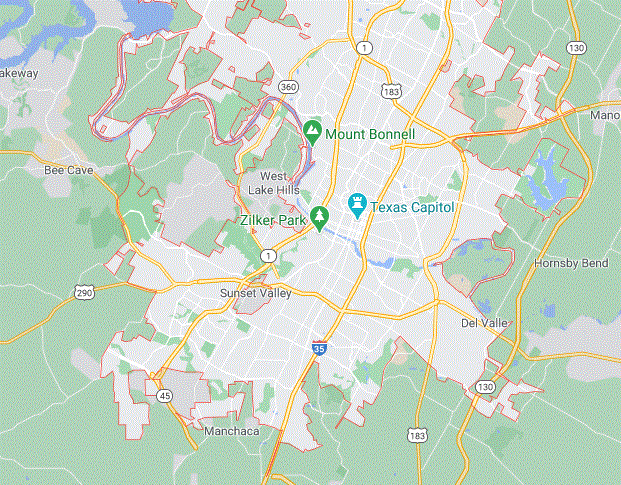 1
130
akeway
360
183
Mano
Mount Bonnell
Bee Cave
West
Lake Hills
Texas Capitol
Zilker Park
1
Hornsby Bend
290
Sunset Valley
Del Valle
35
130
45
Manchaca
183